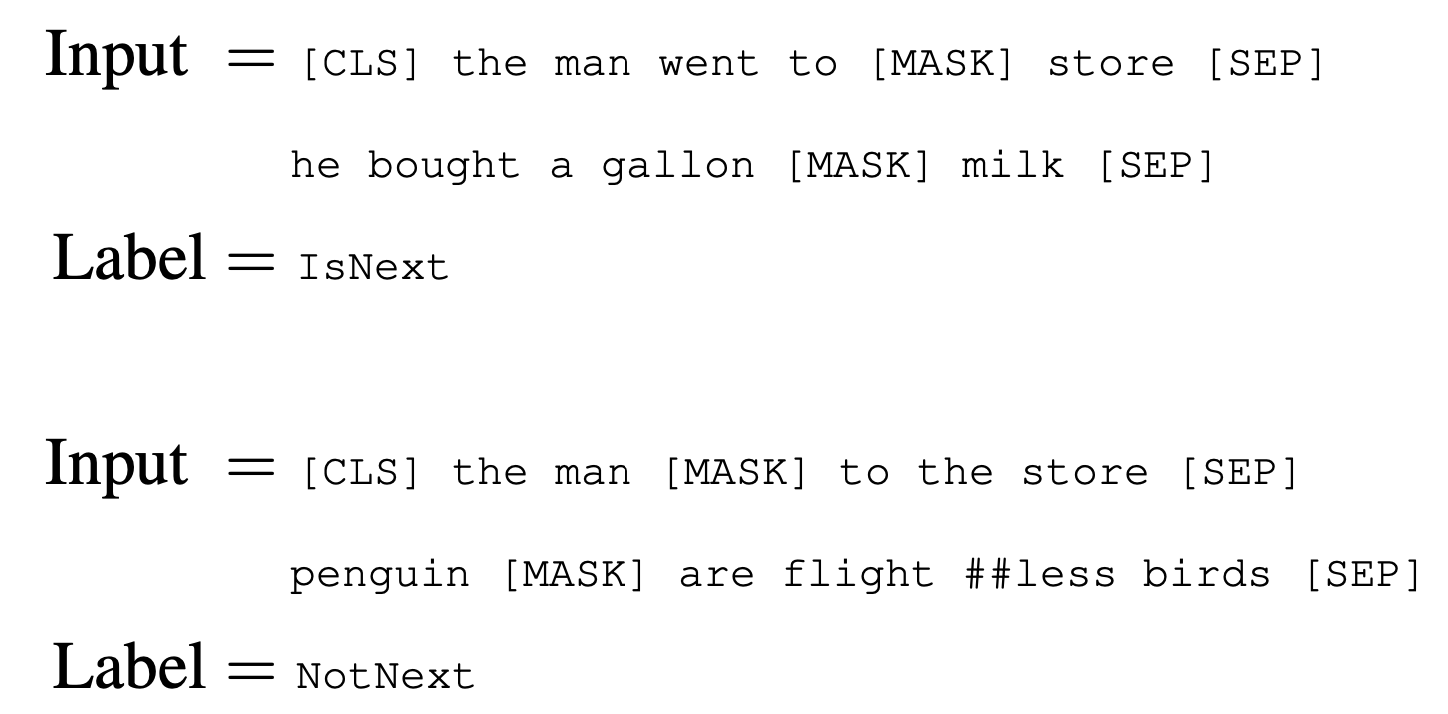 Input = [CLS] the man went to [MASK] store [SEP]
he bought a gallon [MASK] milk [SEP]
Label = IsNext
Input = [CLS] the man [MASK] to the store [SEP]
penguin [MASK] are flight ##less birds [SEP]
Label = NotNext